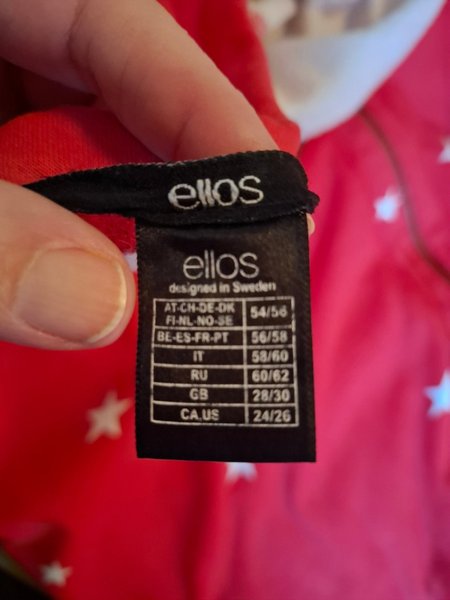 ellos
ellos
designed in Sweden
AT-CH-DE-DK
FI-NL-NO-SE 54/56
BE-ES-FR-PT 56/58
IT 58/60
RU 60/62
GB 28/30
CA.US 24/26